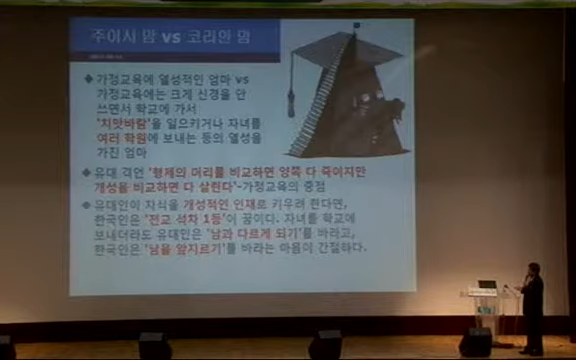 주이시 맘 vs 코리안 맘
가정교육에 열성적인 엄마 vs
가정교육에는 크게 신경을 안
쓰면서 학교에 가서
'치맛바람'을 일으키거나 자녀를
여러 학원에 보내는 등의 열성을
가진 엄마
유대 격언 '형제의 머리를 비교하면 양쪽 다 죽이지만
개성을 비교하면 다 살린다'-가정교육의 중점
유대인이 자식을 개성적인 인재로 키우려 한다면,
한국인은 '전교 석차 1등'이 꿈이다. 자녀를 학교에
보내더라도 유대인은 '남과 다르게 되기'를 바라고,
한국인은 '남을 앞지르기'를 바라는 마음이 간절하다.